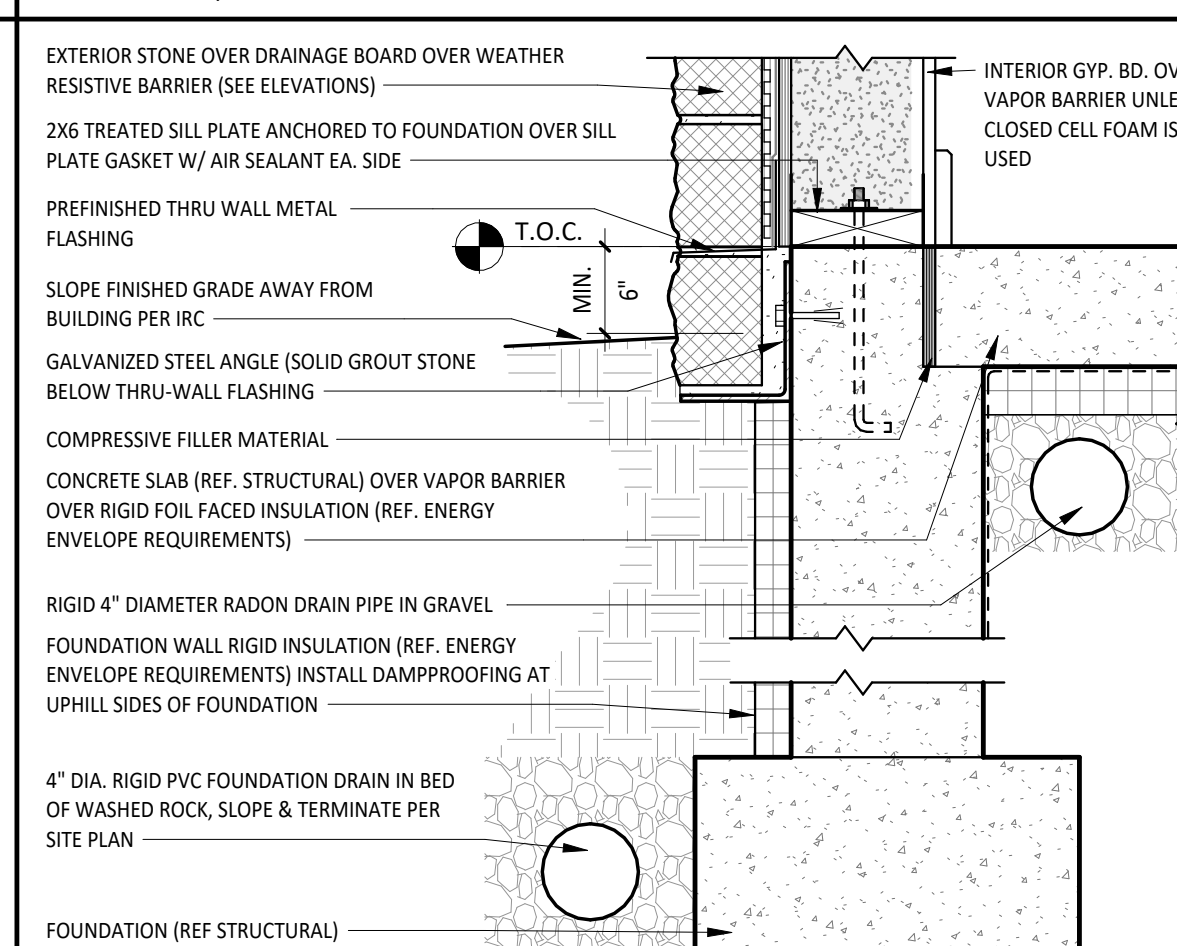 EXTERIOR STONE OVER DRAINAGE BOARD OVER WEATHER
RESISTIVE BARRIER (SEE ELEVATIONS)
2X6 TREATED SILL PLATE ANCHORED TO FOUNDATION OVER SILL
PLATE GASKET W/ AIR SEALANT EA. SIDE
PREFINISHED THRU WALL METAL
FLASHING
SLOPE FINISHED GRADE AWAY FROM
BUILDING PER IRC
GALVANIZED STEEL ANGLE (SOLID GROUT STONE
BELOW THRU-WALL FLASHING
COMPRESSIVE FILLER MATERIAL
CONCRETE SLAB (REF. STRUCTURAL) OVER VAPOR BARRIER
OVER RIGID FOIL FACED INSULATION (REF. ENERGY
ENVELOPE REQUIREMENTS)
RIGID 4" DIAMETER RADON DRAIN PIPE IN GRAVEL
FOUNDATION WALL RIGID INSULATION (REF. ENERGY
ENVELOPE REQUIREMENTS) INSTALL DAMPPROOFING AT
UPHILL SIDES OF FOUNDATION
4" DIA. RIGID PVC FOUNDATION DRAIN IN BED
OF WASHED ROCK, SLOPE & TERMINATE PER
SITE PLAN
FOUNDATION (REF STRUCTURAL)
T.O.C.
MIN.
6"
INTERIOR GYP. BD. OV
VAPOR BARRIER UNLE
CLOSED CELL FOAM IS
USED